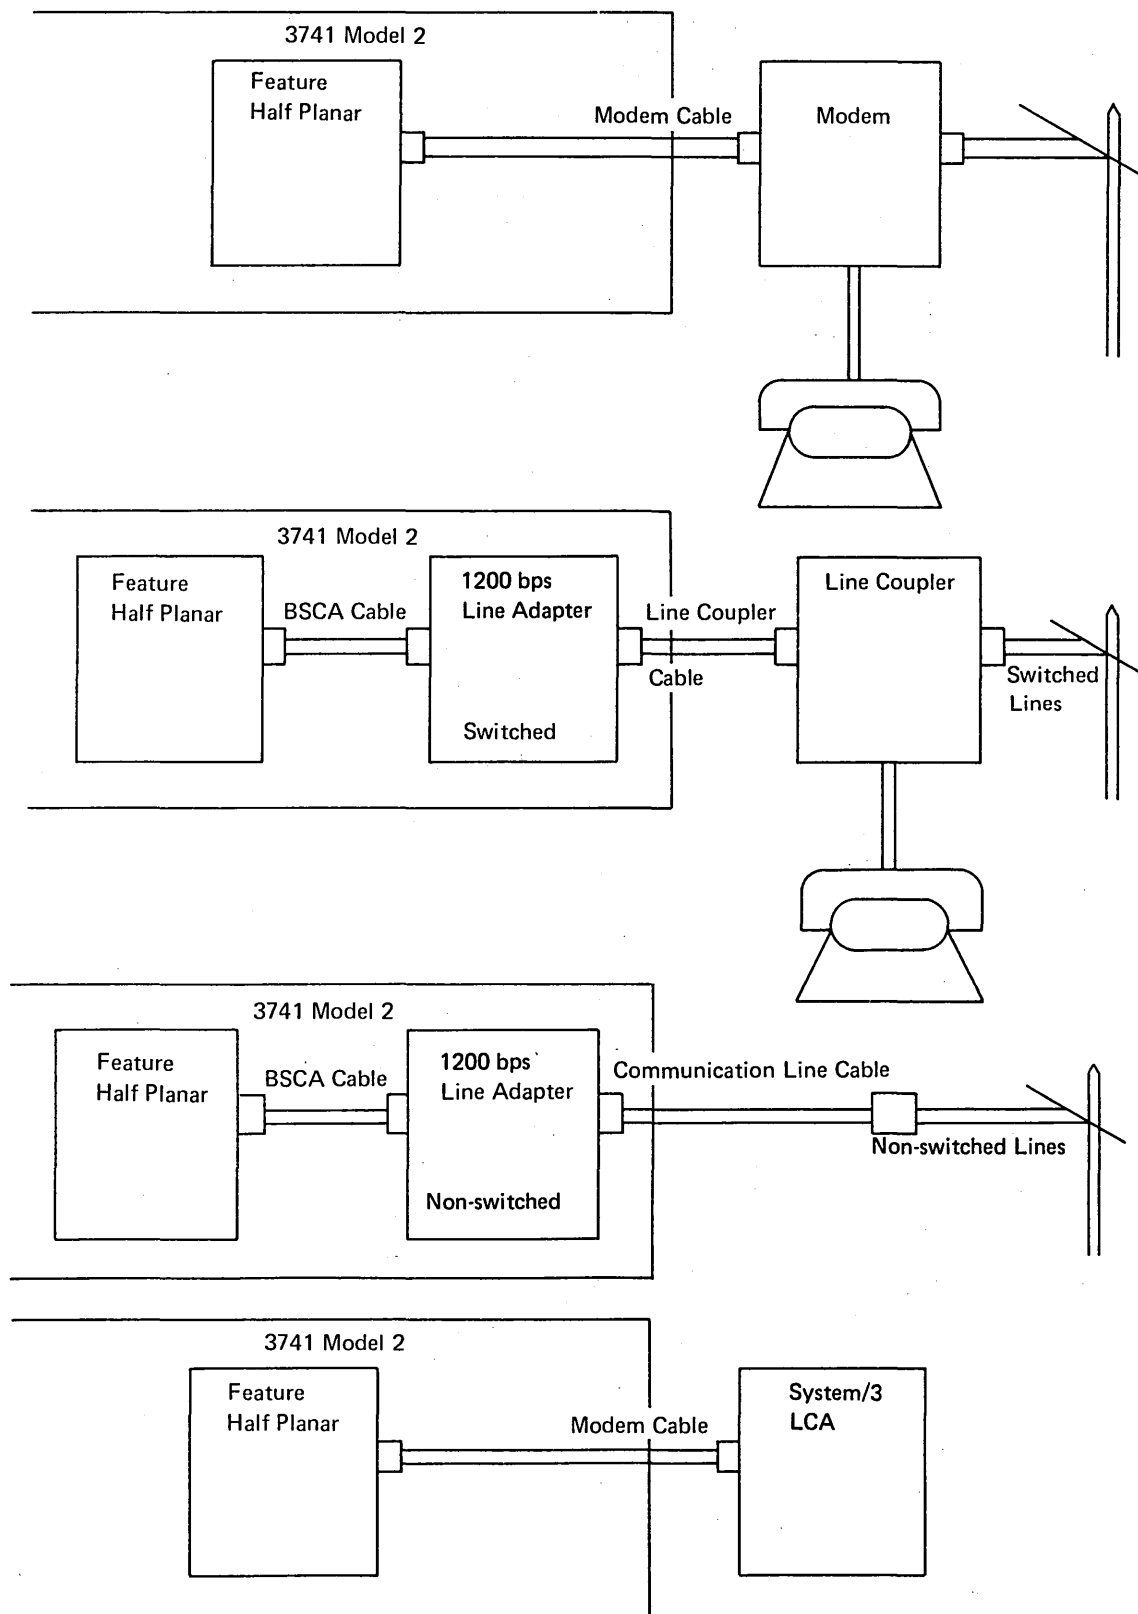 3741 Model 2
Feature
Half Planar
Modem Cable
Modem
3741 Model 2
Feature
Half Planar
BSCA Cable
1200 bps
Line Adapter
Switched
Line Coupler
Cable
Line Coupler
Switched
Lines
3741 Model 2
Feature
Half Planar
BSCA Cable
1200 bps
Line Adapter
Non-switched
Communication Line Cable
Non-switched Lines
3741 Model 2
Feature
Half Planar
Modem Cable
System/3
LCA